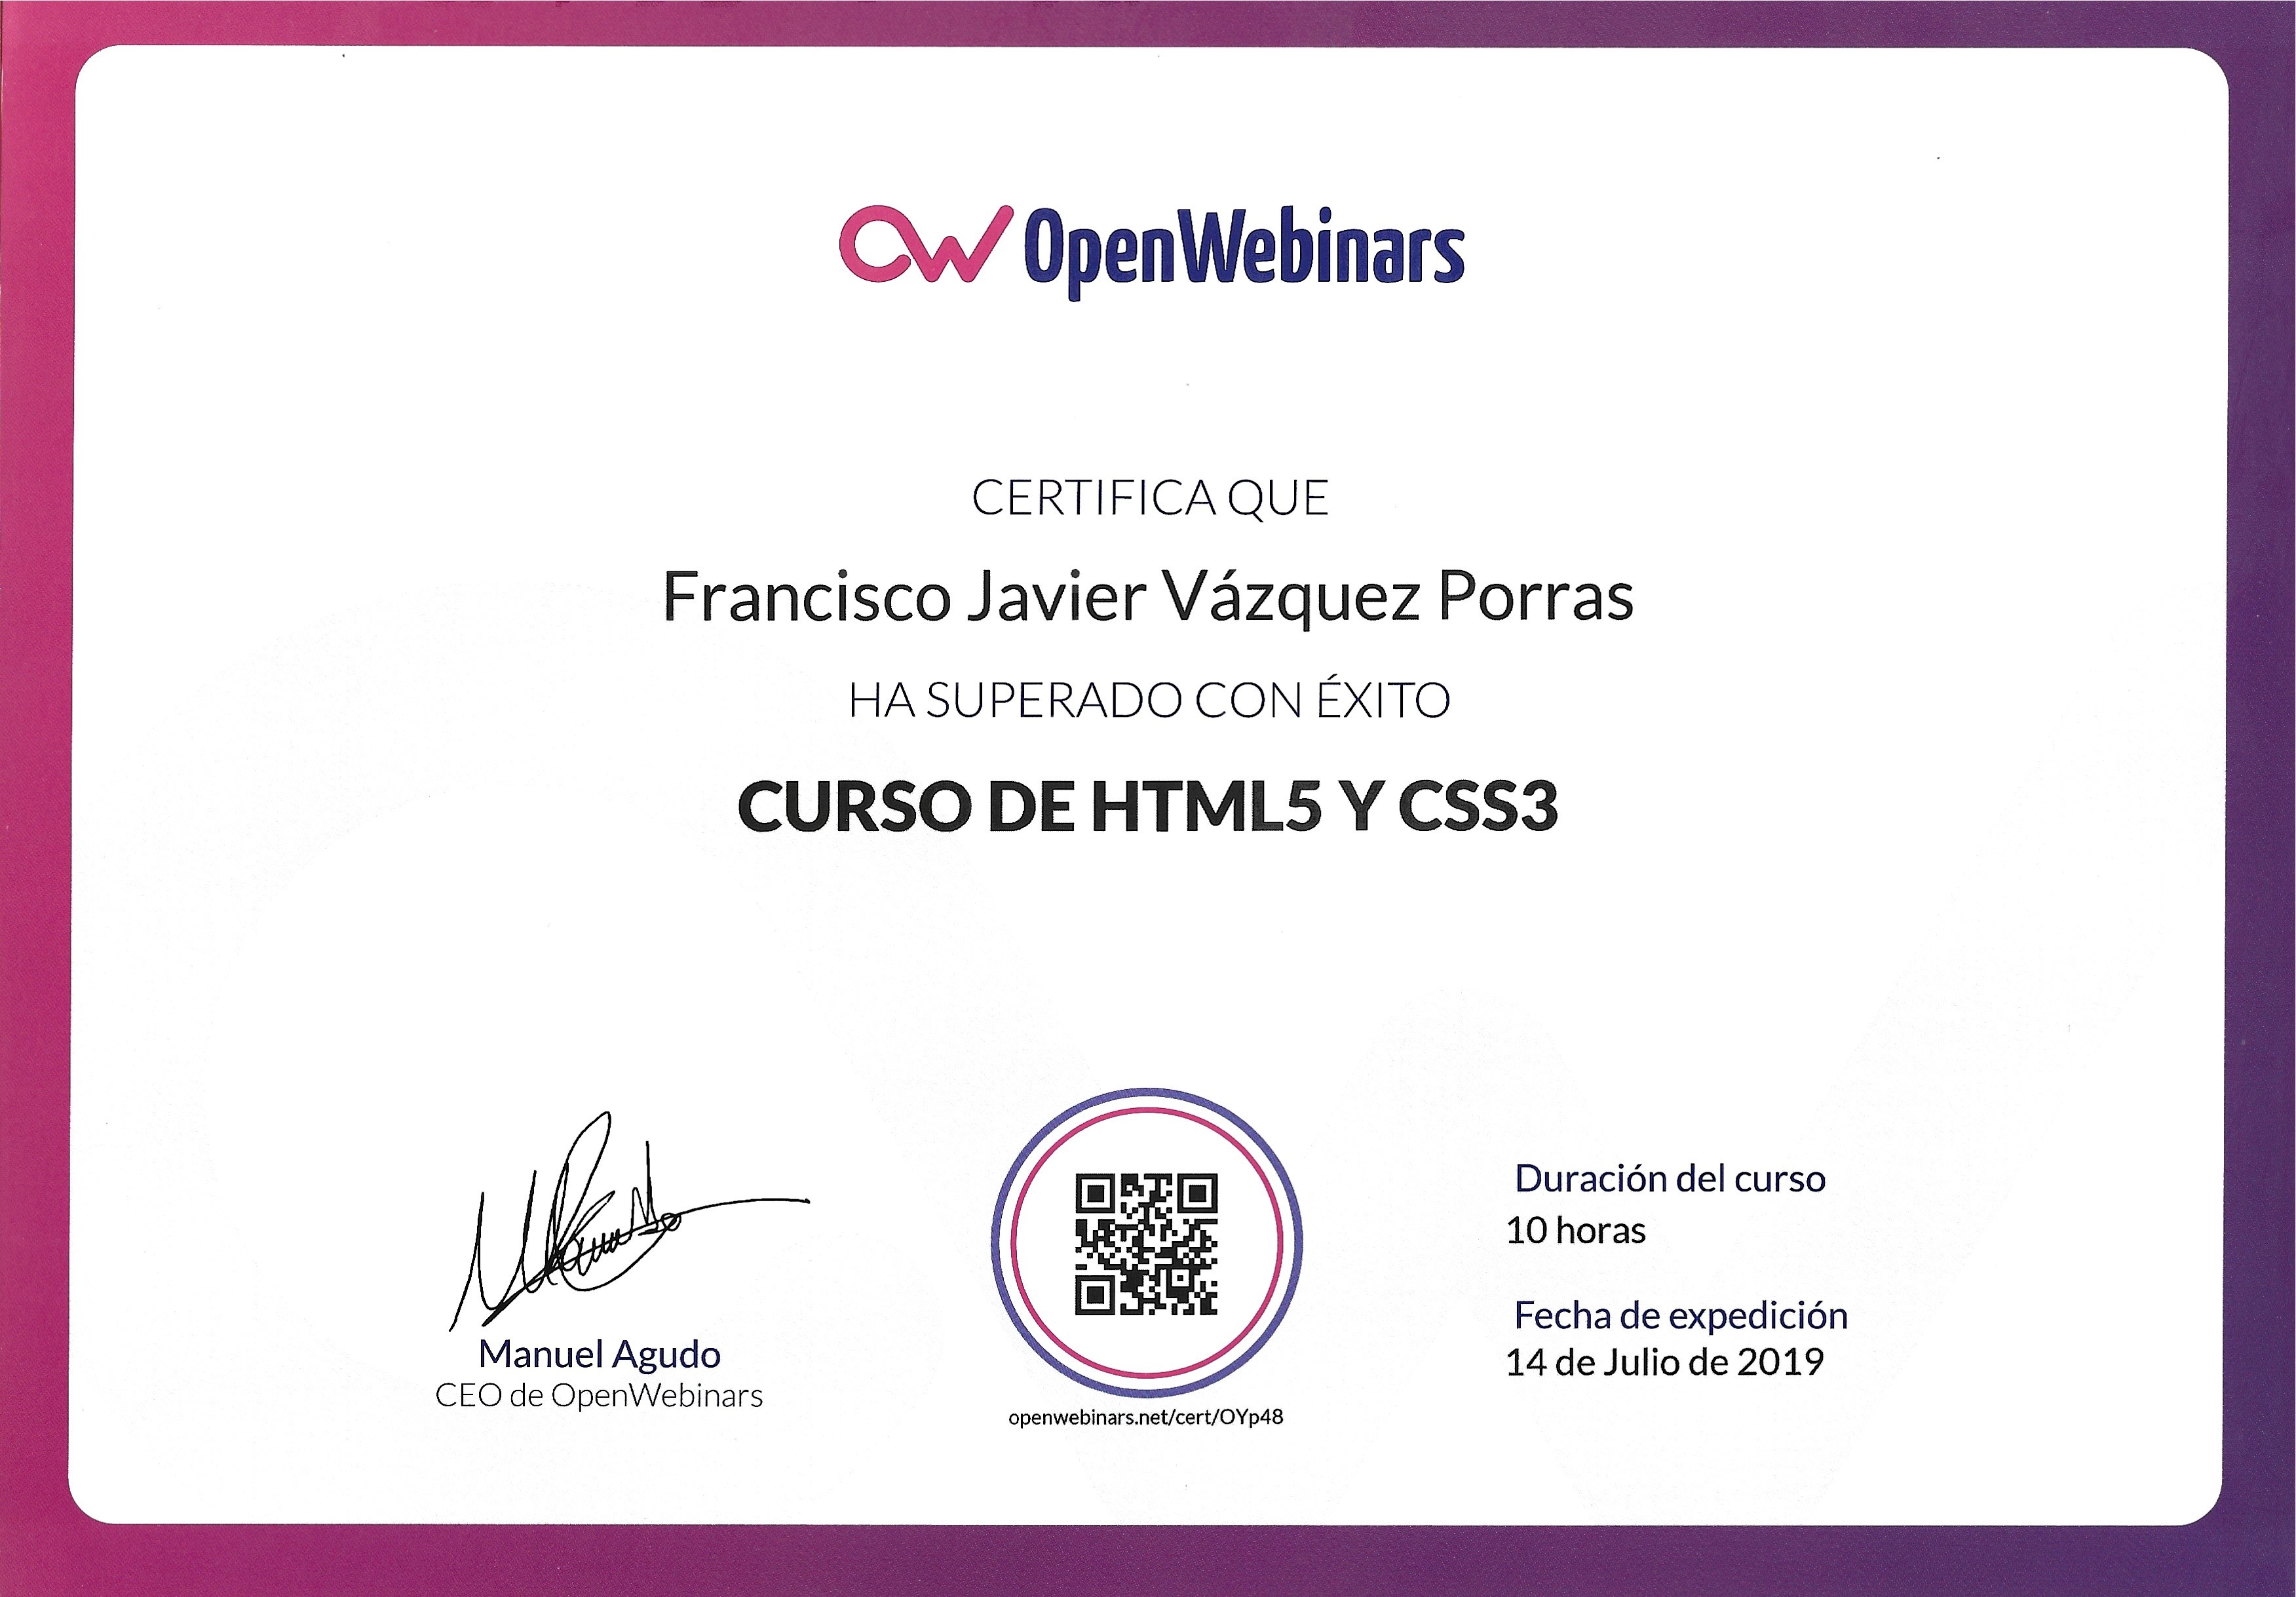 OpenWebinars
CERTIFICA QUE
Francisco Javier Vázquez Porras
HA SUPERADO CON ÉXITO
CURSO DE HTML5 Y CSS3
Manuel Agudo
CEO de OpenWebinars
openwebinars.net/cert/OYp48
Duración del curso
10 horas
Fecha de expedición
14 de Julio de 2019